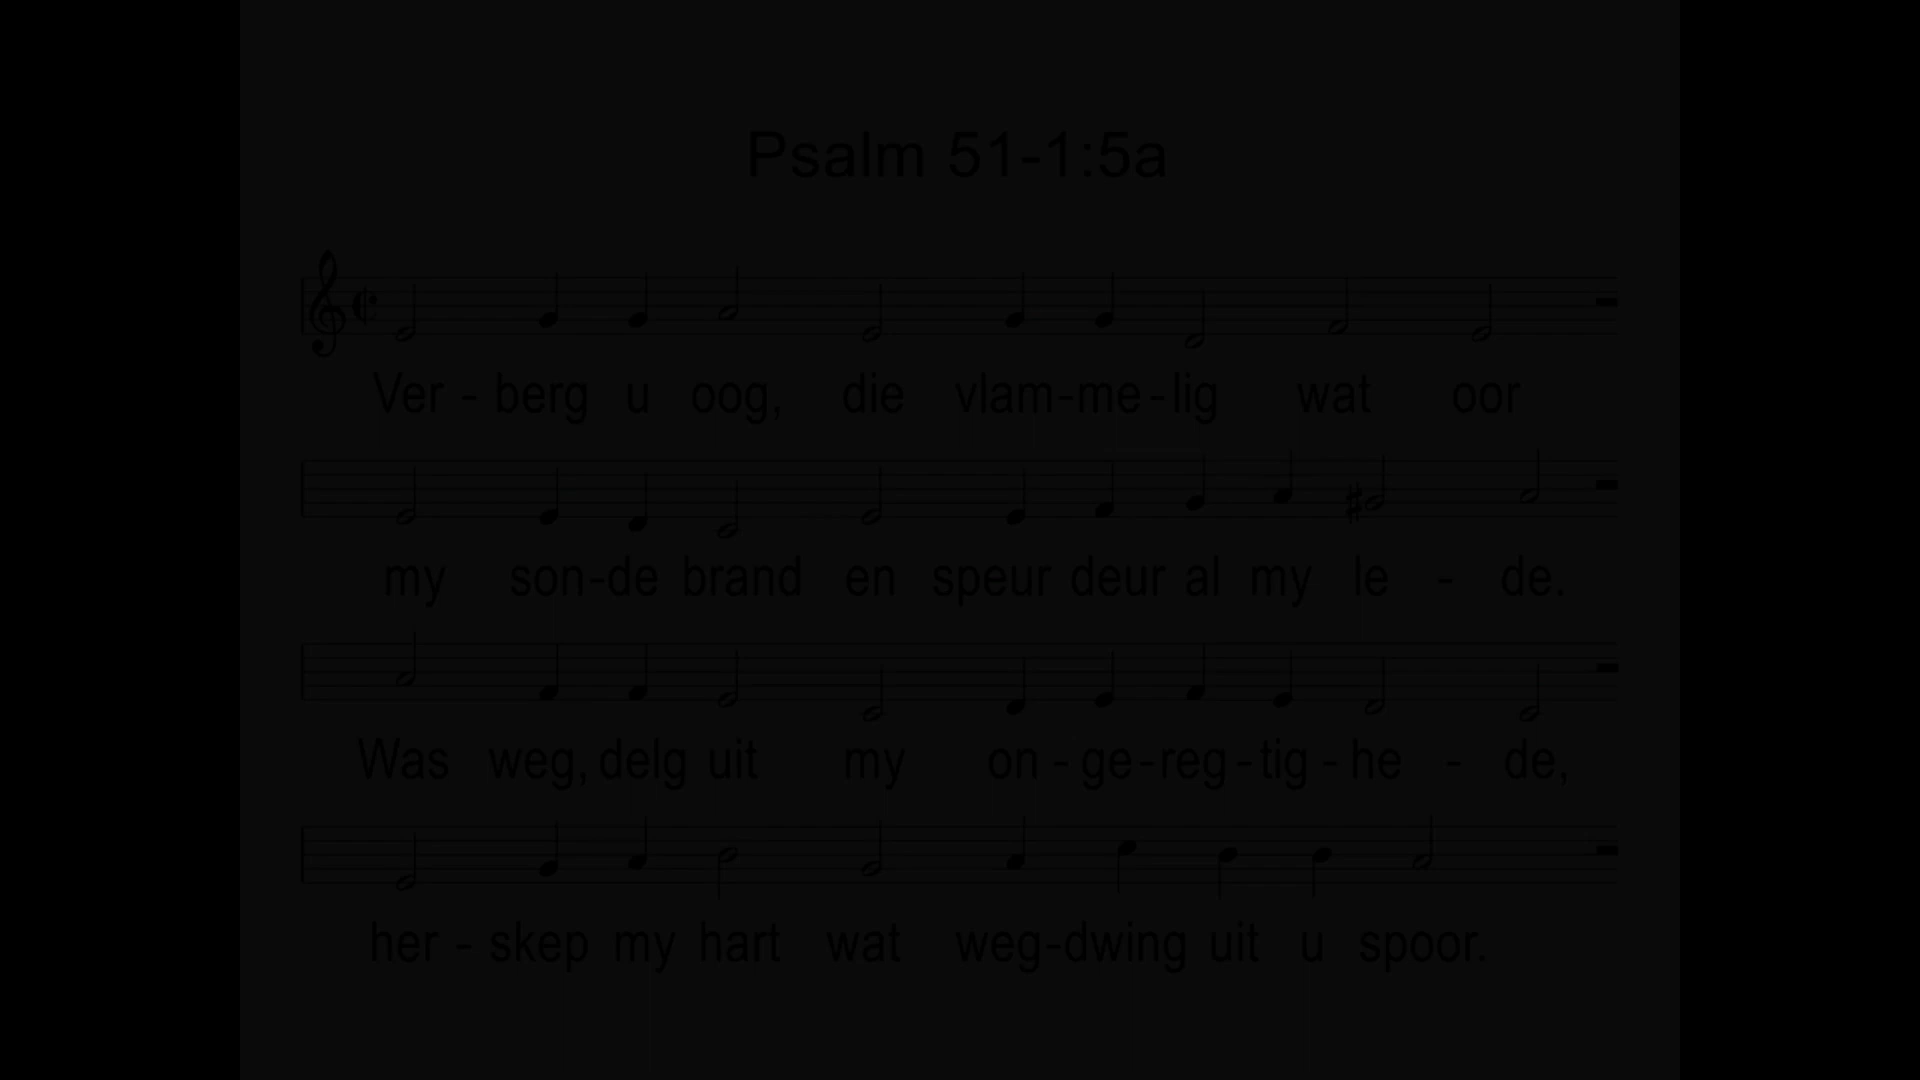 Psalm 51-1:5a
Ver - berg u oog, die vlam-me-lig wat oor
my son-de brand en speur deur al my le - de.
Was weg, delg uit my on-ge-reg-tig-he - de,
her - skep my hart wat weg-dwing uit u spoor.